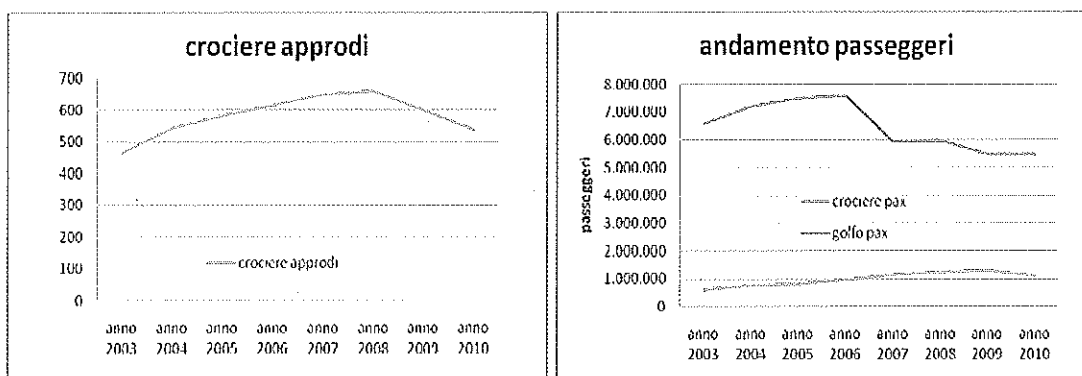 crociere approdi
700
600
500
400
300
200
100
0
crociere approdi
anno anno anno anno anno anno anno anno
2003 2004 2005 2006 2007 2008 2009 2010
andamento passeggeri
passeggeri
8.000.000
7.000.000
6.000.000
5.000.000
4.000.000
3.000.000
2.000.000
1.000.000
0
crociere pax
golfo pax
anno anno anno anno anno anno anno anno
2003 2004 2005 2006 2007 2008 2009 2010